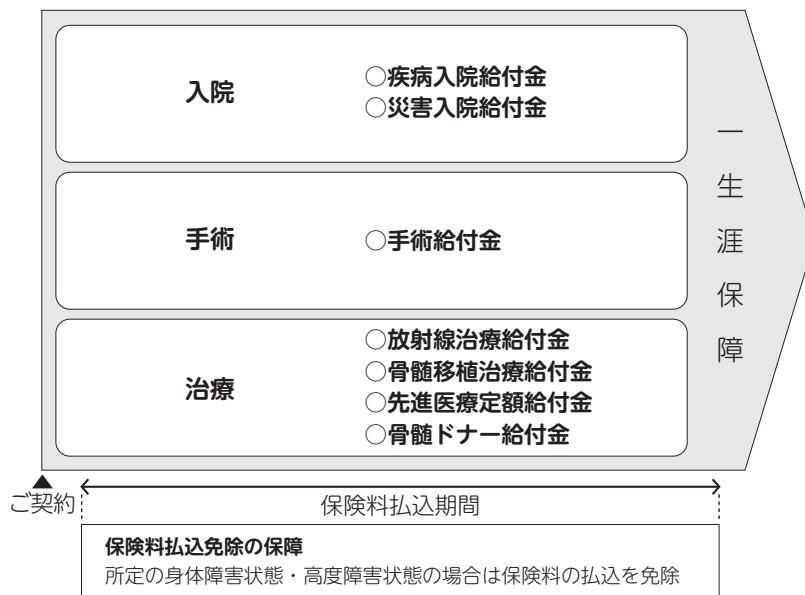 入院
○疾病入院給付金
○災害入院給付金
手術
○手術給付金
治療
○放射線治療給付金
○骨髄移植治療給付金
○先進医療定額給付金
○骨髄ドナー給付金
一生涯保障
▲
ご契約
保険料払込期間
保険料払込免除の保障
所定の身体障害状態・高度障害状態の場合は保険料の払込を免除